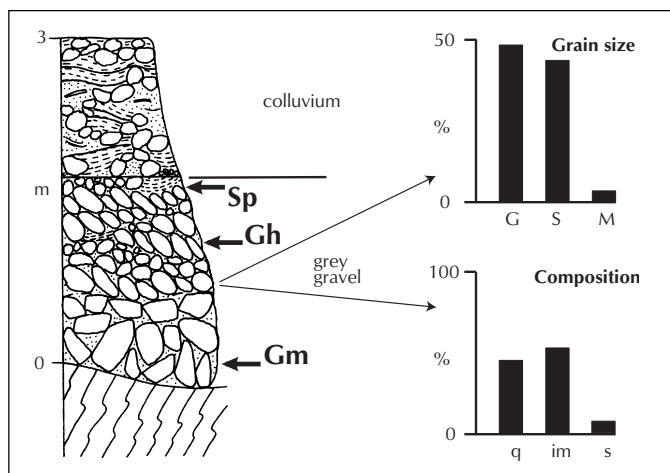 3
m
0
colluvium
Sp
Gh
grey
gravel
Gm
50
Grain size
%
0
G S M
100
Composition
%
0
q im s